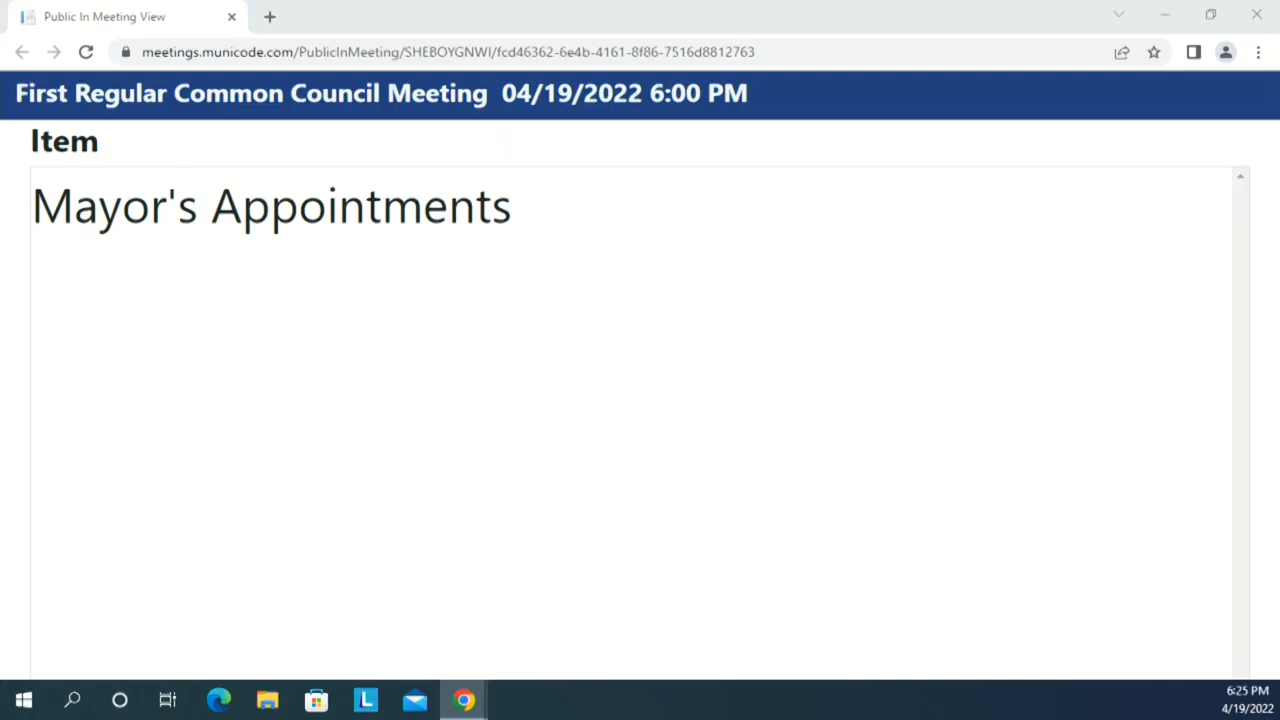 Public In Meeting View
meetings.municode.com/PublicInMeeting/SHEBOYGNWI/fcd46362-6e4b-4161-8f86-7516d8812763
First Regular Common Council Meeting 04/19/2022 6:00 PM
Item
Mayor's Appointments
L
6:25 PM
4/19/2022